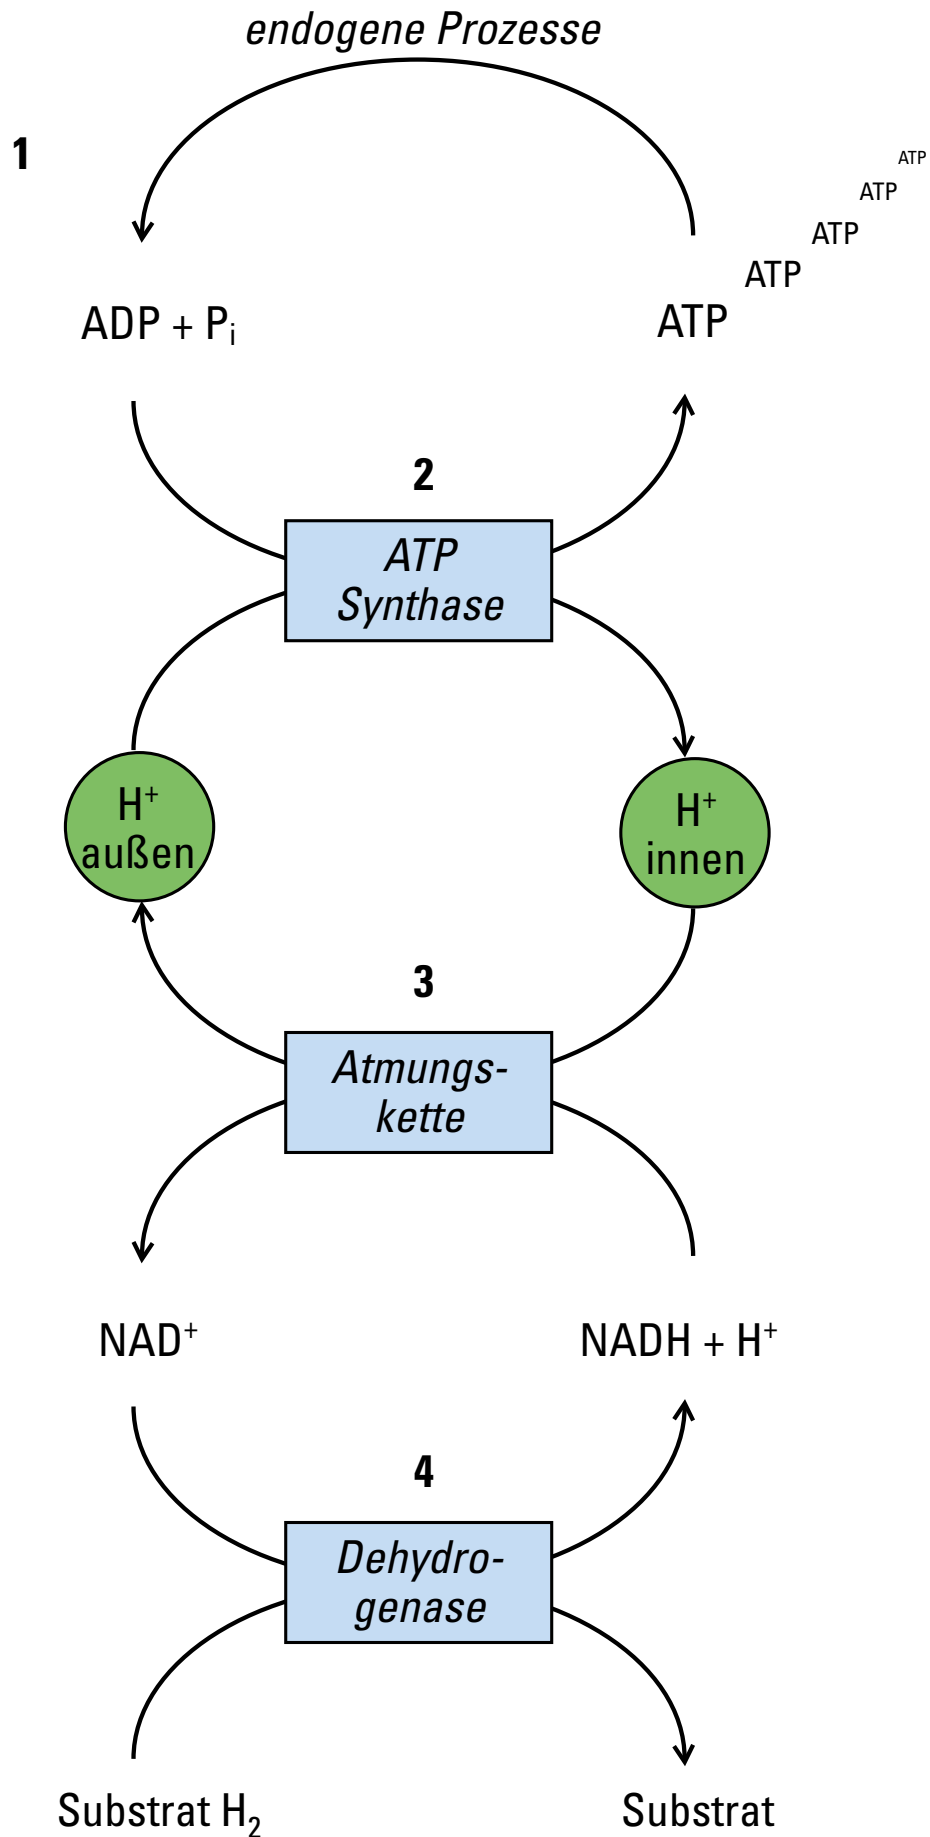 endogene Prozesse
1
ATP
ATP
ATP
ATP
ADP + Pi
ATP
2
ATP
Synthase
H+
außen
H+
innen
3
Atmungs-
kette
NAD+
NADH + H+
4
Dehydro-
genase
Substrat H2
Substrat